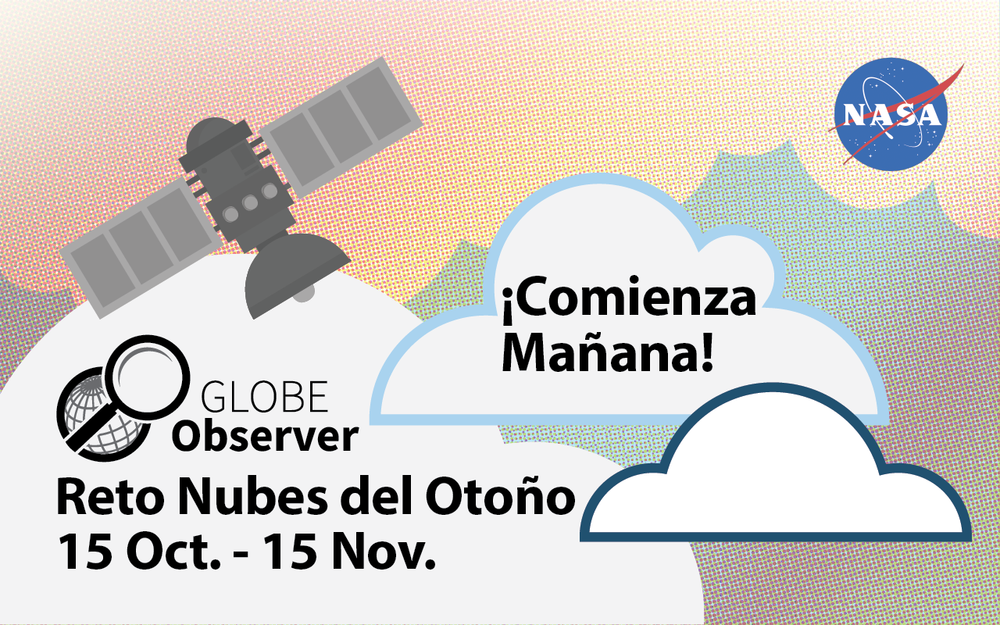 NASA
¡Comienza
Mañana!
GLOBE
Observer
Reto Nubes del Otoño
15 Oct. - 15 Nov.